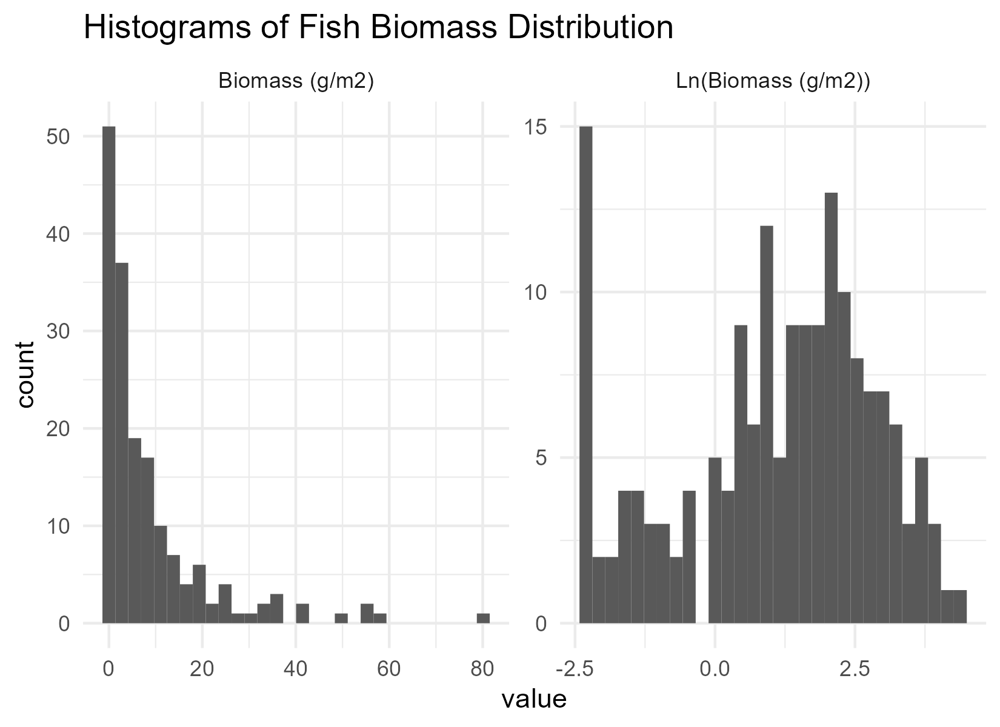 Histograms of Fish Biomass Distribution
Biomass (g/m2)
Ln(Biomass (g/m2))
50
40
30
20
10
0
15
10
5
0
count
0 20 40 60 80
-2.5 0.0 2.5
value